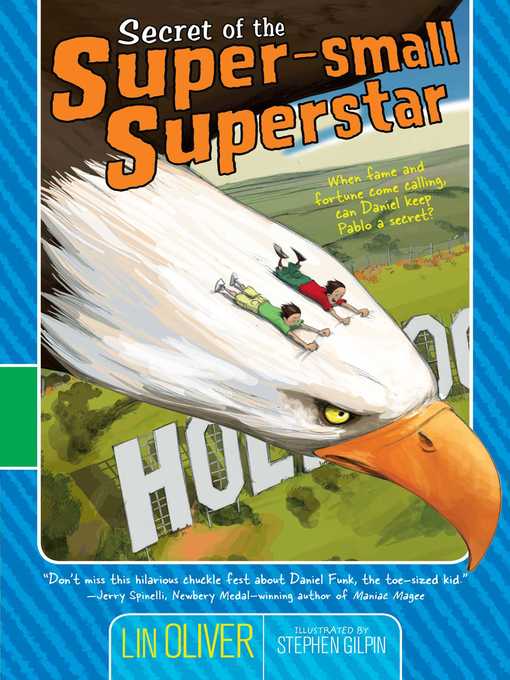 Secret of the
Super-small
Superstar
When fame and
fortune come calling,
can Daniel keep
Pablo a secret?
HOLL OO
"Don't miss this hilarious chuckle fest about Daniel Funk, the toe-sized kid."
—Jerry Spinelli, Newbery Medal–winning author of Maniac Magee
LIN OLIVER
ILLUSTRATED BY
STEPHEN GILPIN